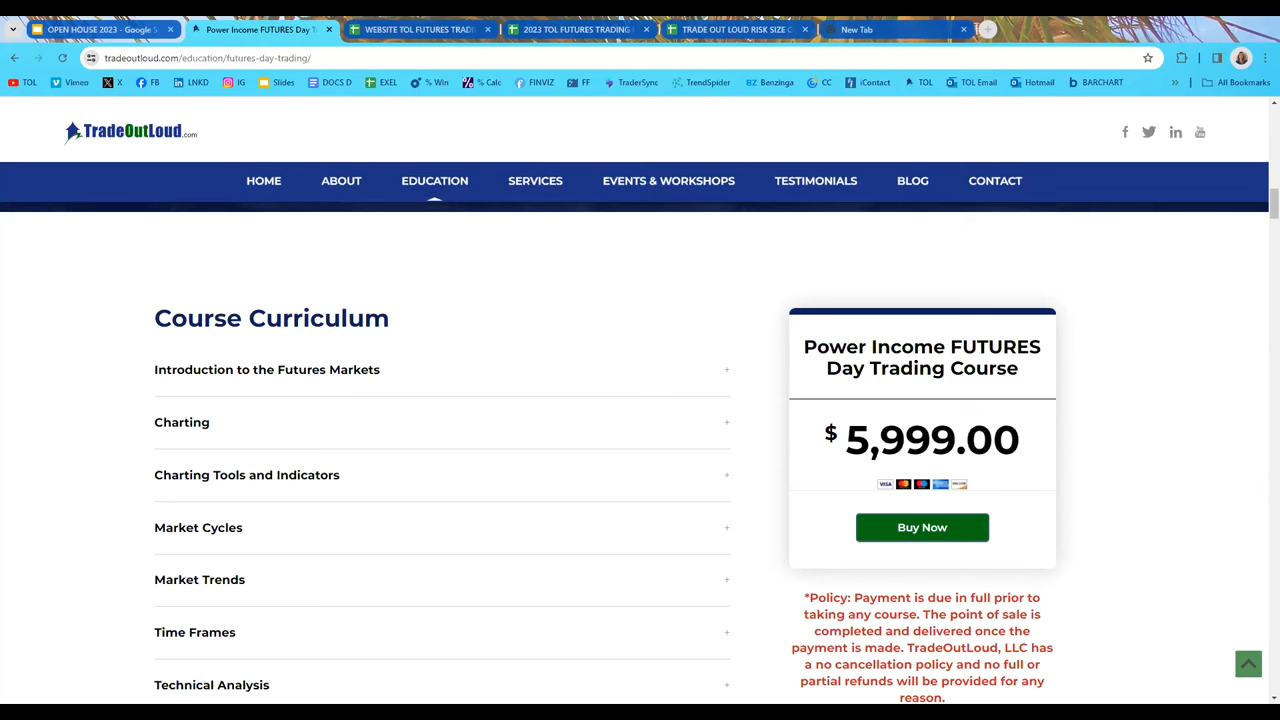 OPEN HOUSE 2023 - Google S
Power Income FUTURES Day T
WEBSITE TOL FUTURES TRADI
2023 TOL FUTURES TRADING
TRADE OUT LOUD RISK SIZE C
New Tab
tradeoutloud.com/education/futures-day-trading/
TOL Vimeo X FB LNKD IG Slides DOCS D EXEL % Win % Calc FINVIZ FF TraderSync TrendSpider Benzinga CC iContact TOL TOL Email Hotmail BARCHART » All Bookmarks
TradeOutLoud.com
HOME ABOUT EDUCATION SERVICES EVENTS & WORKSHOPS TESTIMONIALS BLOG CONTACT
Course Curriculum
Introduction to the Futures Markets +
Charting +
Charting Tools and Indicators +
Market Cycles +
Market Trends +
Time Frames +
Technical Analysis +
Power Income FUTURES
Day Trading Course
$ 5,999.00
VISA
Buy Now
*Policy: Payment is due in full prior to
taking any course. The point of sale is
completed and delivered once the
payment is made. TradeOutLoud, LLC has
a no cancellation policy and no full or
partial refunds will be provided for any
reason.